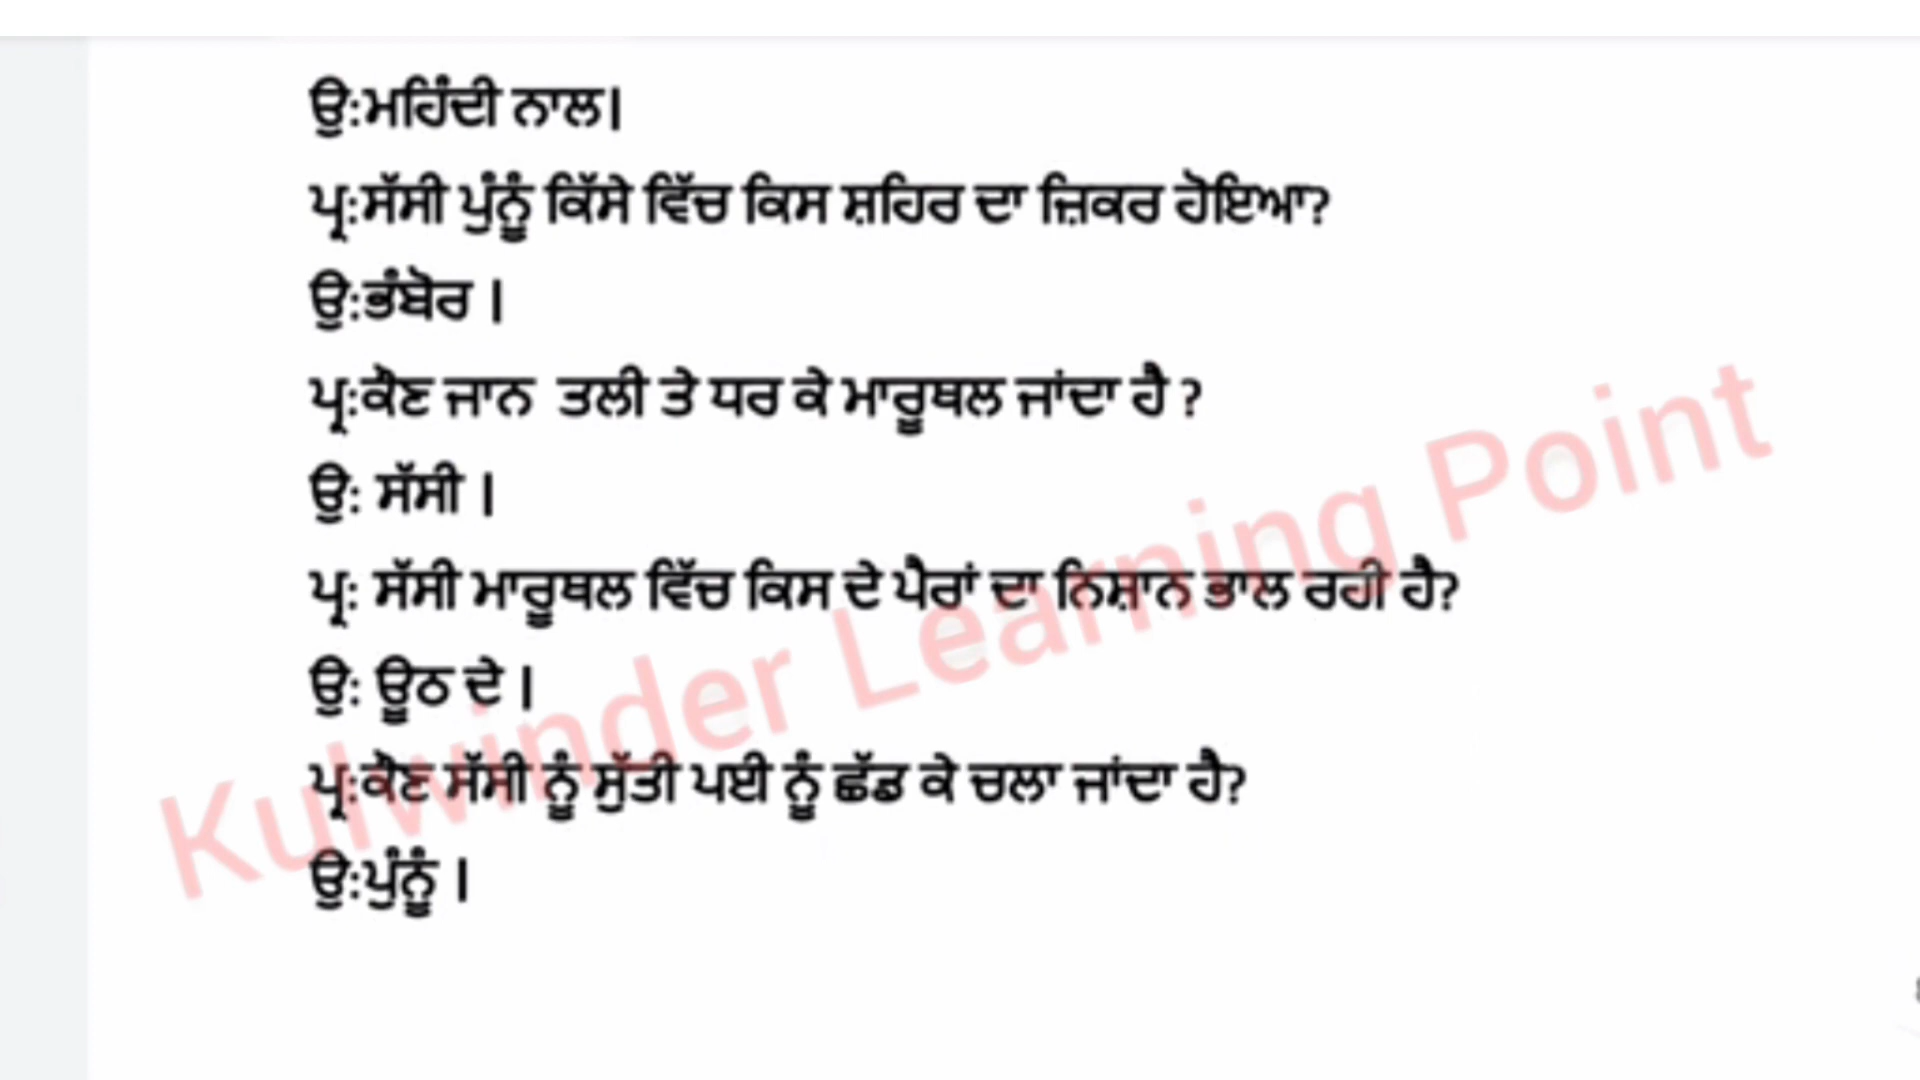 ਉ:ਮਹਿੰਦੀ ਨਾਲ|
ਪ੍ਰ:ਸੱਸੀ ਪੁੰਨੂੰ ਕਿੱਸੇ ਵਿੱਚ ਕਿਸ ਸ਼ਹਿਰ ਦਾ ਜ਼ਿਕਰ ਹੋਇਆ?
ਉ:ਭੰਬੋਰ |
ਪ੍ਰ:ਕੌਣ ਜਾਨ ਤਲੀ ਤੇ ਧਰ ਕੇ ਮਾਰੂਥਲ ਜਾਂਦਾ ਹੈ ?
ਉ: ਸੱਸੀ |
ਪ੍ਰ: ਸੱਸੀ ਮਾਰੂਥਲ ਵਿੱਚ ਕਿਸ ਦੇ ਪੈਰਾਂ ਦਾ ਨਿਸ਼ਾਨ ਭਾਲ ਰਹੀ ਹੈ?
ਉ: ਊਠ ਦੇ |
ਪ੍ਰ:ਕੌਣ ਸੱਸੀ ਨੂੰ ਸੁੱਤੀ ਪਈ ਨੂੰ ਛੱਡ ਕੇ ਚਲਾ ਜਾਂਦਾ ਹੈ?
ਉ:ਪੁੰਨੂੰ |
Kulwinder Learning Point